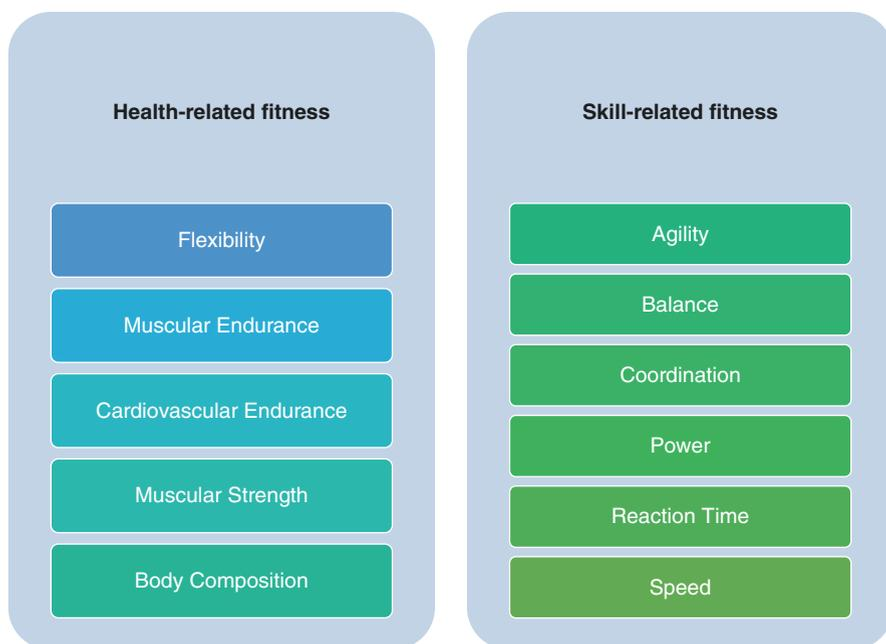 Health-related fitness
Flexibility
Muscular Endurance
Cardiovascular Endurance
Muscular Strength
Body Composition
Skill-related fitness
Agility
Balance
Coordination
Power
Reaction Time
Speed